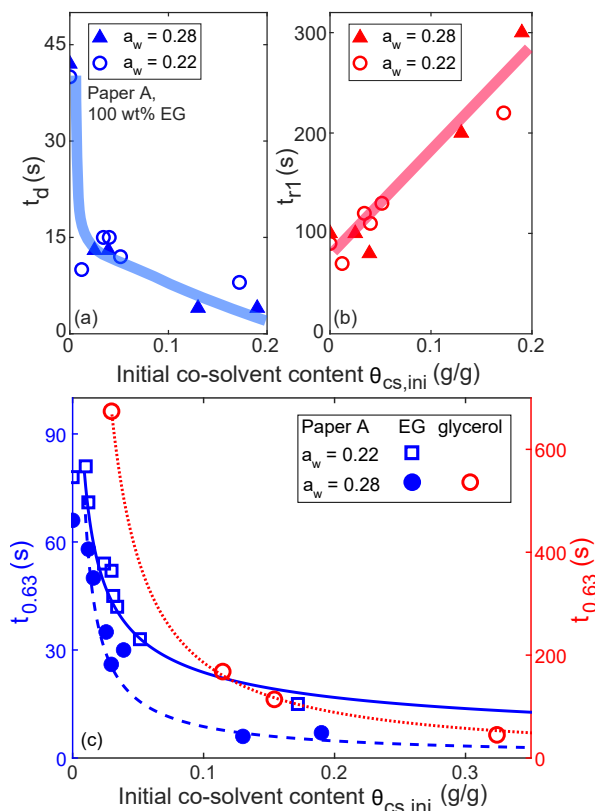 45
30
15
0
t_d (s)
a_w = 0.28
a_w = 0.22
Paper A,
100 wt% EG
(a)
0
0.1
0.2
300
200
100
0
t_r1 (s)
a_w = 0.28
a_w = 0.22
(b)
0
0.1
0.2
Initial co-solvent content θ_cs,ini (g/g)
90
60
30
0
t_0.63 (s)
Paper A EG glycerol
a_w = 0.22
a_w = 0.28
600
400
200
0
t_0.63 (s)
(c)
0 0.1 0.2 0.3
Initial co-solvent content θ_cs,ini (g/g)